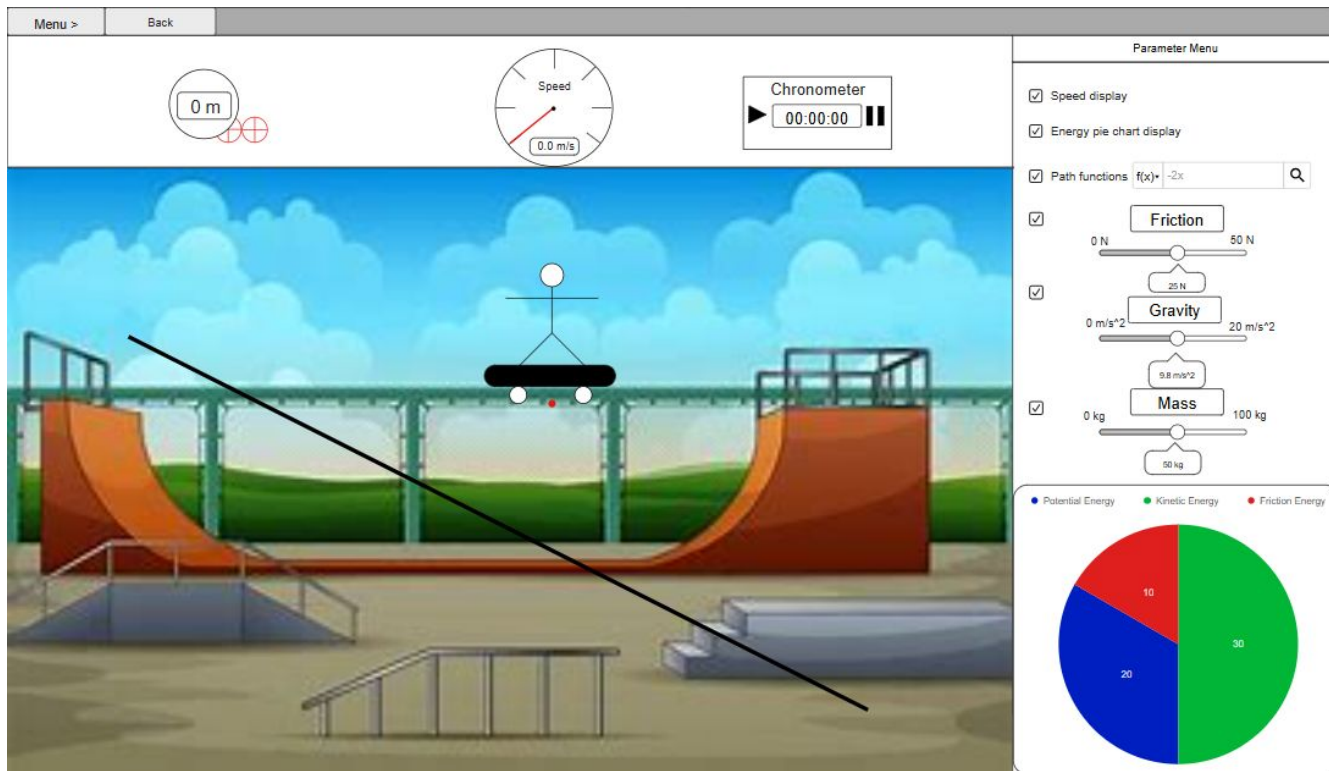 Menu >
Back
Parameter Menu
0 m
Speed
0.0 m/s
Chronometer
00:00:00
Speed display
Energy pie chart display
Path functions f(x) -2x
Friction
0 N
50 N
25 N
Gravity
0 m/s^2
20 m/s^2
9.8 m/s^2
Mass
0 kg
100 kg
50 kg
Potential Energy Kinetic Energy Friction Energy
10
30
20